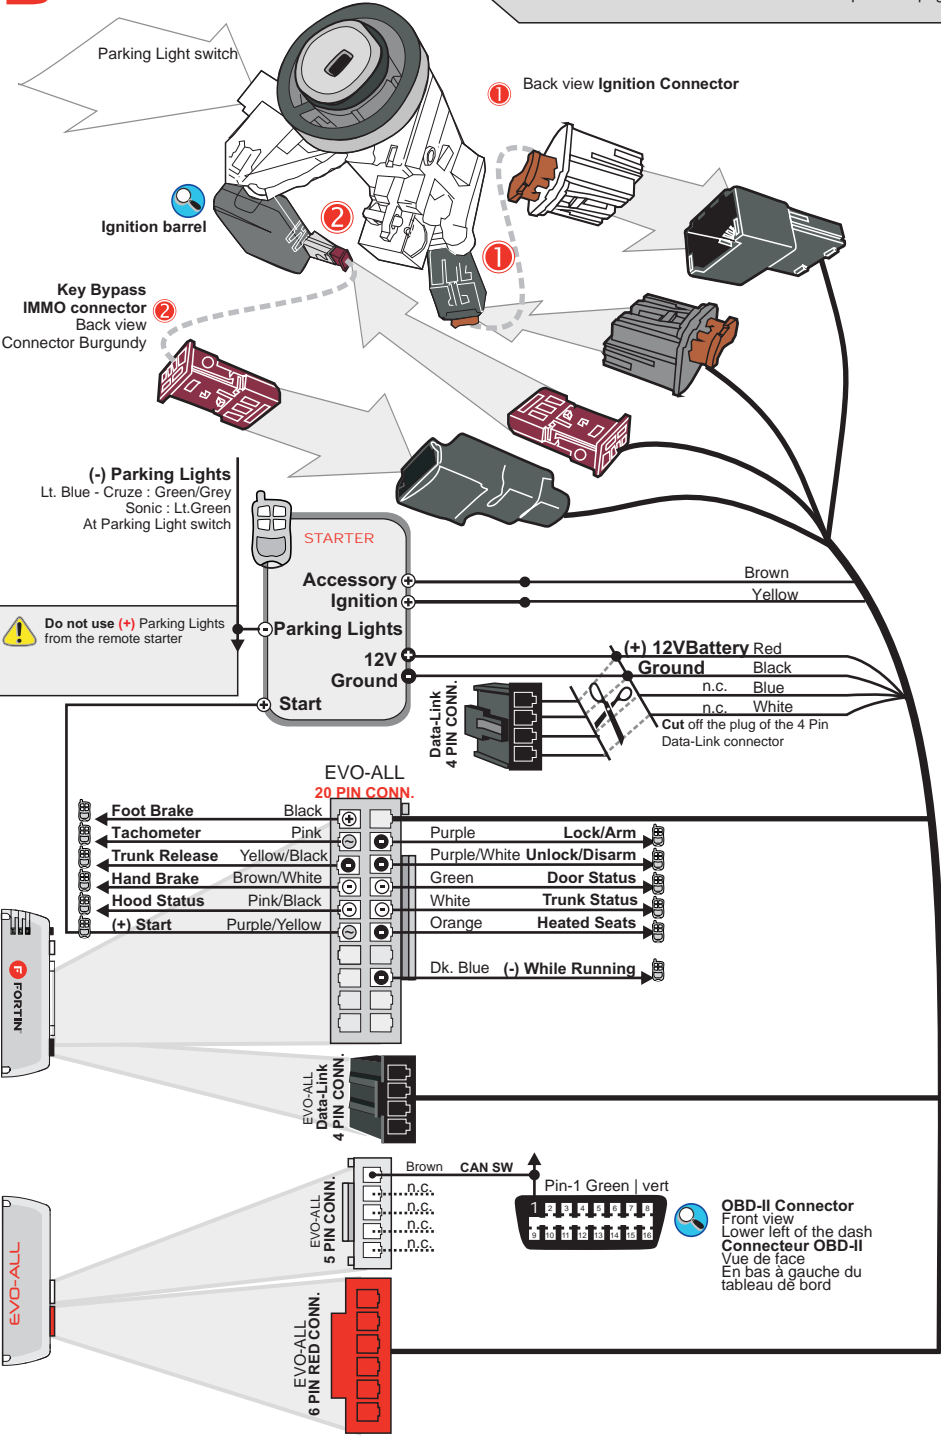 Parking Light switch
1
Back view Ignition Connector
Ignition barrel
2
1
Key Bypass
IMMO connector
2
Back view
Connector Burgundy
(-) Parking Lights
Lt. Blue - Cruze : Green/Grey
Sonic : Lt.Green
At Parking Light switch
STARTER
Accessory
Ignition
Parking Lights
12V
Ground
Start
Brown
Yellow
Do not use (+) Parking Lights
from the remote starter
(+) 12VBattery Red
Ground Black
n.c. Blue
n.c. White
Cut off the plug of the 4 Pin
Data-Link connector
Data-Link
4 PIN CONN.
EVO-ALL
20 PIN CONN.
Foot Brake Black
Tachometer Pink
Purple Lock/Arm
Trunk Release Yellow/Black
Purple/White Unlock/Disarm
Hand Brake Brown/White
Green Door Status
Hood Status Pink/Black
White Trunk Status
(+) Start Purple/Yellow
Orange Heated Seats
Dk. Blue (-) While Running
FORTIN
EVO-ALL
Data-Link
4 PIN CONN.
EVO-ALL
5 PIN CONN.
Brown CAN SW
n.c.
n.c.
n.c.
n.c.
Pin-1 Green | vert
1 2 3 4 5 6 7 8
9 10 11 12 13 14 15 16
OBD-II Connector
Front view
Lower left of the dash
Connecteur OBD-II
Vue de face
En bas à gauche du
tableau de bord
EVO-ALL
EVO-ALL
6 PIN RED CONN.